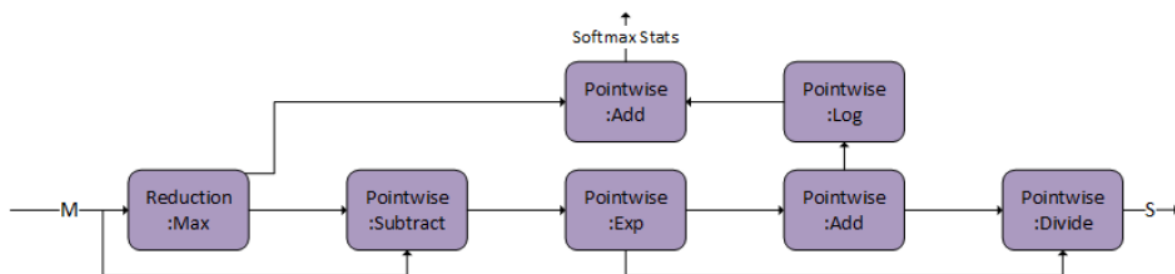 Softmax Stats
Pointwise
:Add
Pointwise
:Log
M
Reduction
:Max
Pointwise
:Subtract
Pointwise
:Exp
Pointwise
:Add
Pointwise
:Divide
S